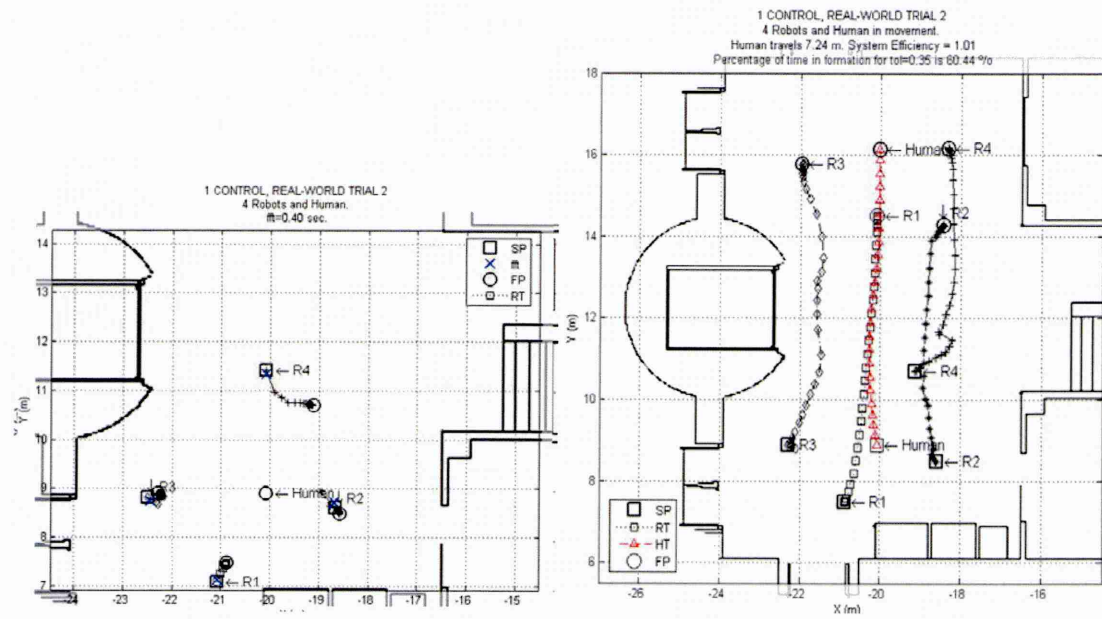 1 CONTROL, REAL-WORLD TRIAL 2
4 Robots and Human.
fft=0.40 sec.
14
13
12
11
10
9
8
7
Y (m)
-24
-23
-22
-21
-20
-19
-18
-17
-16
-15
SP
fft
FP
RT
R4
R3
Human
R2
R1
1 CONTROL, REAL-WORLD TRIAL 2
4 Robots and Human in movement.
Human travels 7.24 m. System Efficiency = 1.01
Percentage of time in formation for tol=0.35 is 60.44 %
18
16
14
12
10
8
6
Y (m)
-26
-24
-22
-20
-18
-16
-14
X (m)
R3
Human
R4
R1
R2
R4
R3
Human
R2
R1
SP
RT
HT
FP